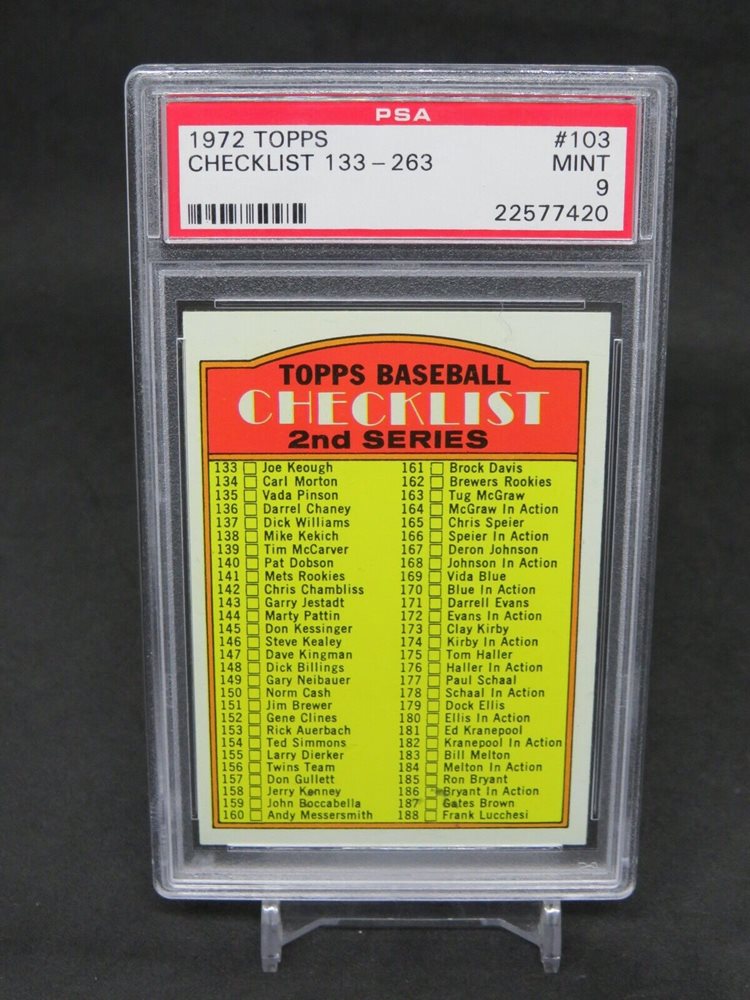 PSA
1972 TOPPS #103
CHECKLIST 133 - 263 MINT
9
22577420
TOPPS BASEBALL
CHECKLIST
2nd SERIES
133 Joe Keough
134 Carl Morton
135 Vada Pinson
136 Darrel Chaney
137 Dick Williams
138 Mike Kekich
139 Tim McCarver
140 Pat Dobson
141 Mets Rookies
142 Chris Chambliss
143 Garry Jestadt
144 Marty Pattin
145 Don Kessinger
146 Steve Kealey
147 Dave Kingman
148 Dick Billings
149 Gary Neibauer
150 Norm Cash
151 Jim Brewer
152 Gene Clines
153 Rick Auerbach
154 Ted Simmons
155 Larry Dierker
156 Twins Team
157 Don Gullett
158 Jerry Kenney
159 John Boccabella
160 Andy Messersmith
161 Brock Davis
162 Brewers Rookies
163 Tug McGraw
164 McGraw In Action
165 Chris Speier
166 Speier In Action
167 Deron Johnson
168 Johnson In Action
169 Vida Blue
170 Blue In Action
171 Darrell Evans
172 Evans In Action
173 Clay Kirby
174 Kirby In Action
175 Tom Haller
176 Haller In Action
177 Paul Schaal
178 Schaal In Action
179 Dock Ellis
180 Ellis In Action
181 Ed Kranepool
182 Kranepool In Action
183 Bill Melton
184 Melton In Action
185 Ron Bryant
186 Bryant In Action
187 Gates Brown
188 Frank Lucchesi